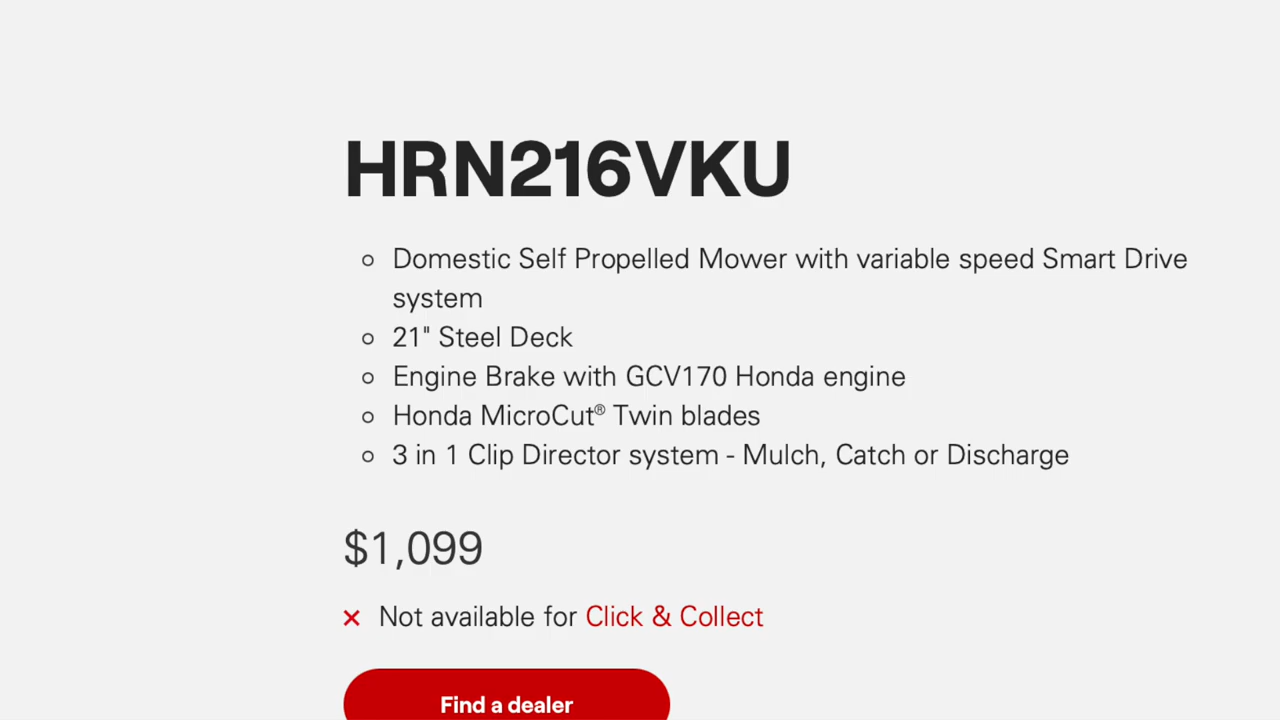 HRN216VKU
Domestic Self Propelled Mower with variable speed Smart Drive
system
21" Steel Deck
Engine Brake with GCV170 Honda engine
Honda MicroCut® Twin blades
3 in 1 Clip Director system - Mulch, Catch or Discharge
$1,099
Not available for Click & Collect
Find a dealer